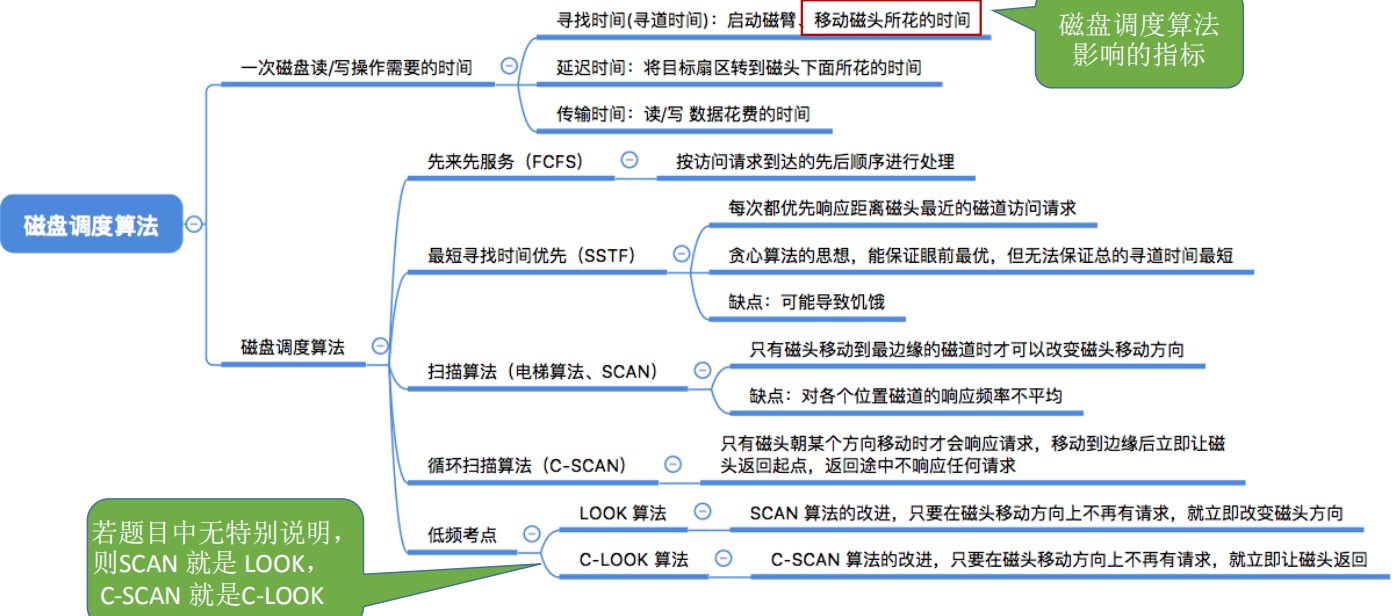 寻找时间(寻道时间)：启动磁臂、移动磁头所花的时间
磁盘调度算法
影响的指标
一次磁盘读/写操作需要的时间
延迟时间：将目标扇区转到磁头下面所花的时间
传输时间：读/写 数据花费的时间
先来先服务（FCFS）
按访问请求到达的先后顺序进行处理
磁盘调度算法
每次都优先响应距离磁头最近的磁道访问请求
最短寻找时间优先（SSTF）
贪心算法的思想，能保证眼前最优，但无法保证总的寻道时间最短
缺点：可能导致饥饿
磁盘调度算法
只有磁头移动到最边缘的磁道时才可以改变磁头移动方向
扫描算法（电梯算法、SCAN）
缺点：对各个位置磁道的响应频率不平均
循环扫描算法（C-SCAN）
只有磁头朝某个方向移动时才会响应请求，移动到边缘后立即让磁
头返回起点，返回途中不响应任何请求
低频考点
LOOK 算法
SCAN 算法的改进，只要在磁头移动方向上不再有请求，就立即改变磁头方向
C-LOOK 算法
C-SCAN 算法的改进，只要在磁头移动方向上不再有请求，就立即让磁头返回
若题目中无特别说明，
则SCAN 就是 LOOK，
C-SCAN 就是C-LOOK